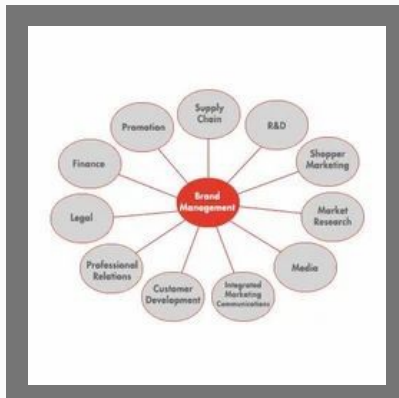 Supply
Chain
R&D
Shopper
Marketing
Market
Research
Media
Integrated
Marketing
Communications
Customer
Development
Professional
Relations
Legal
Finance
Promotion
Brand
Management